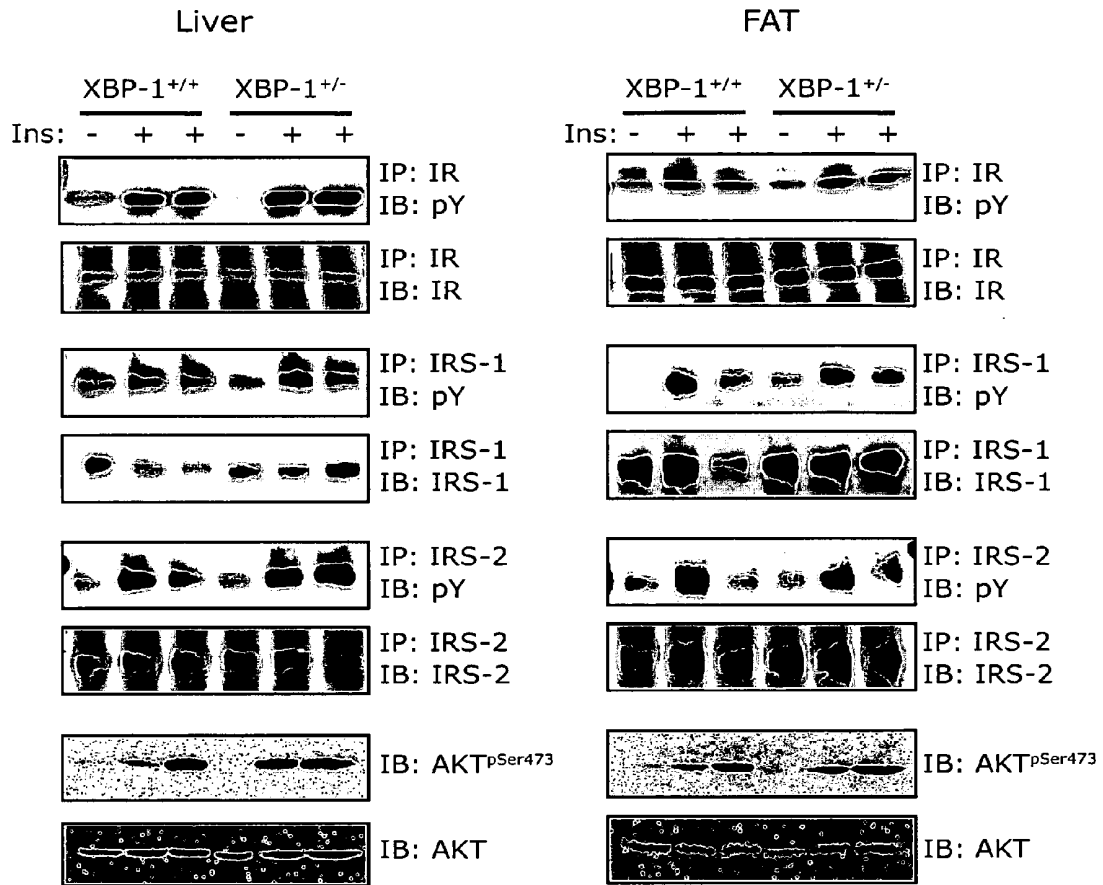 Liver
XBP-1+/+ XBP-1+/-
Ins: - + + - + +
IP: IR
IB: pY
IP: IR
IB: IR
IP: IRS-1
IB: pY
IP: IRS-1
IB: IRS-1
IP: IRS-2
IB: pY
IP: IRS-2
IB: IRS-2
IB: AKTpSer473
IB: AKT
FAT
XBP-1+/+ XBP-1+/-
Ins: - + + - + +
IP: IR
IB: pY
IP: IR
IB: IR
IP: IRS-1
IB: pY
IP: IRS-1
IB: IRS-1
IP: IRS-2
IB: pY
IP: IRS-2
IB: IRS-2
IB: AKTpSer473
IB: AKT